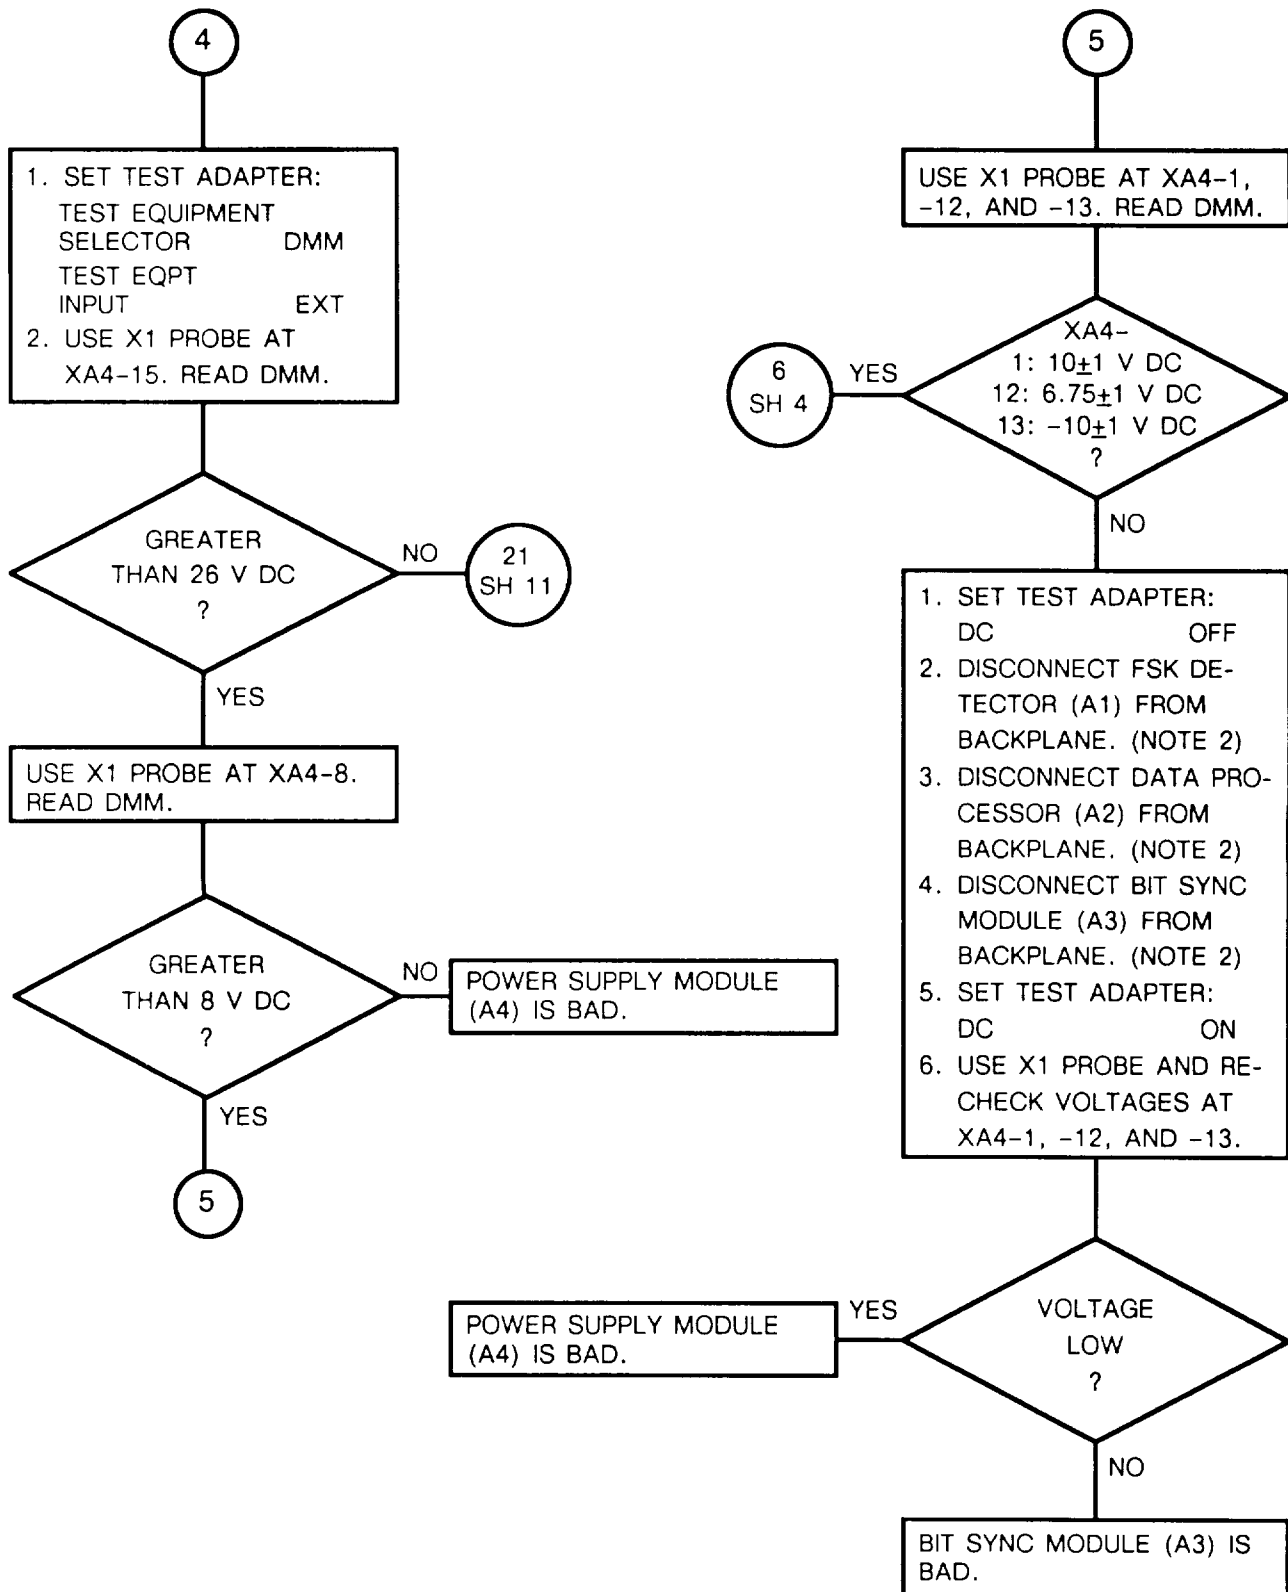 4
1. SET TEST ADAPTER:
TEST EQUIPMENT
SELECTOR DMM
TEST EQPT
INPUT EXT
2. USE X1 PROBE AT
XA4-15. READ DMM.
GREATER
THAN 26 V DC
?
NO
21
SH 11
YES
USE X1 PROBE AT XA4-8.
READ DMM.
GREATER
THAN 8 V DC
?
NO
POWER SUPPLY MODULE
(A4) IS BAD.
YES
5
5
USE X1 PROBE AT XA4-1,
-12, AND -13. READ DMM.
XA4-
1: 10±1 V DC
12: 6.75±1 V DC
13: -10±1 V DC
?
YES
6
SH 4
NO
1. SET TEST ADAPTER:
DC OFF
2. DISCONNECT FSK DE-
TECTOR (A1) FROM
BACKPLANE. (NOTE 2)
3. DISCONNECT DATA PRO-
CESSOR (A2) FROM
BACKPLANE. (NOTE 2)
4. DISCONNECT BIT SYNC
MODULE (A3) FROM
BACKPLANE. (NOTE 2)
5. SET TEST ADAPTER:
DC ON
6. USE X1 PROBE AND RE-
CHECK VOLTAGES AT
XA4-1, -12, AND -13.
VOLTAGE
LOW
?
YES
POWER SUPPLY MODULE
(A4) IS BAD.
NO
BIT SYNC MODULE (A3) IS
BAD.